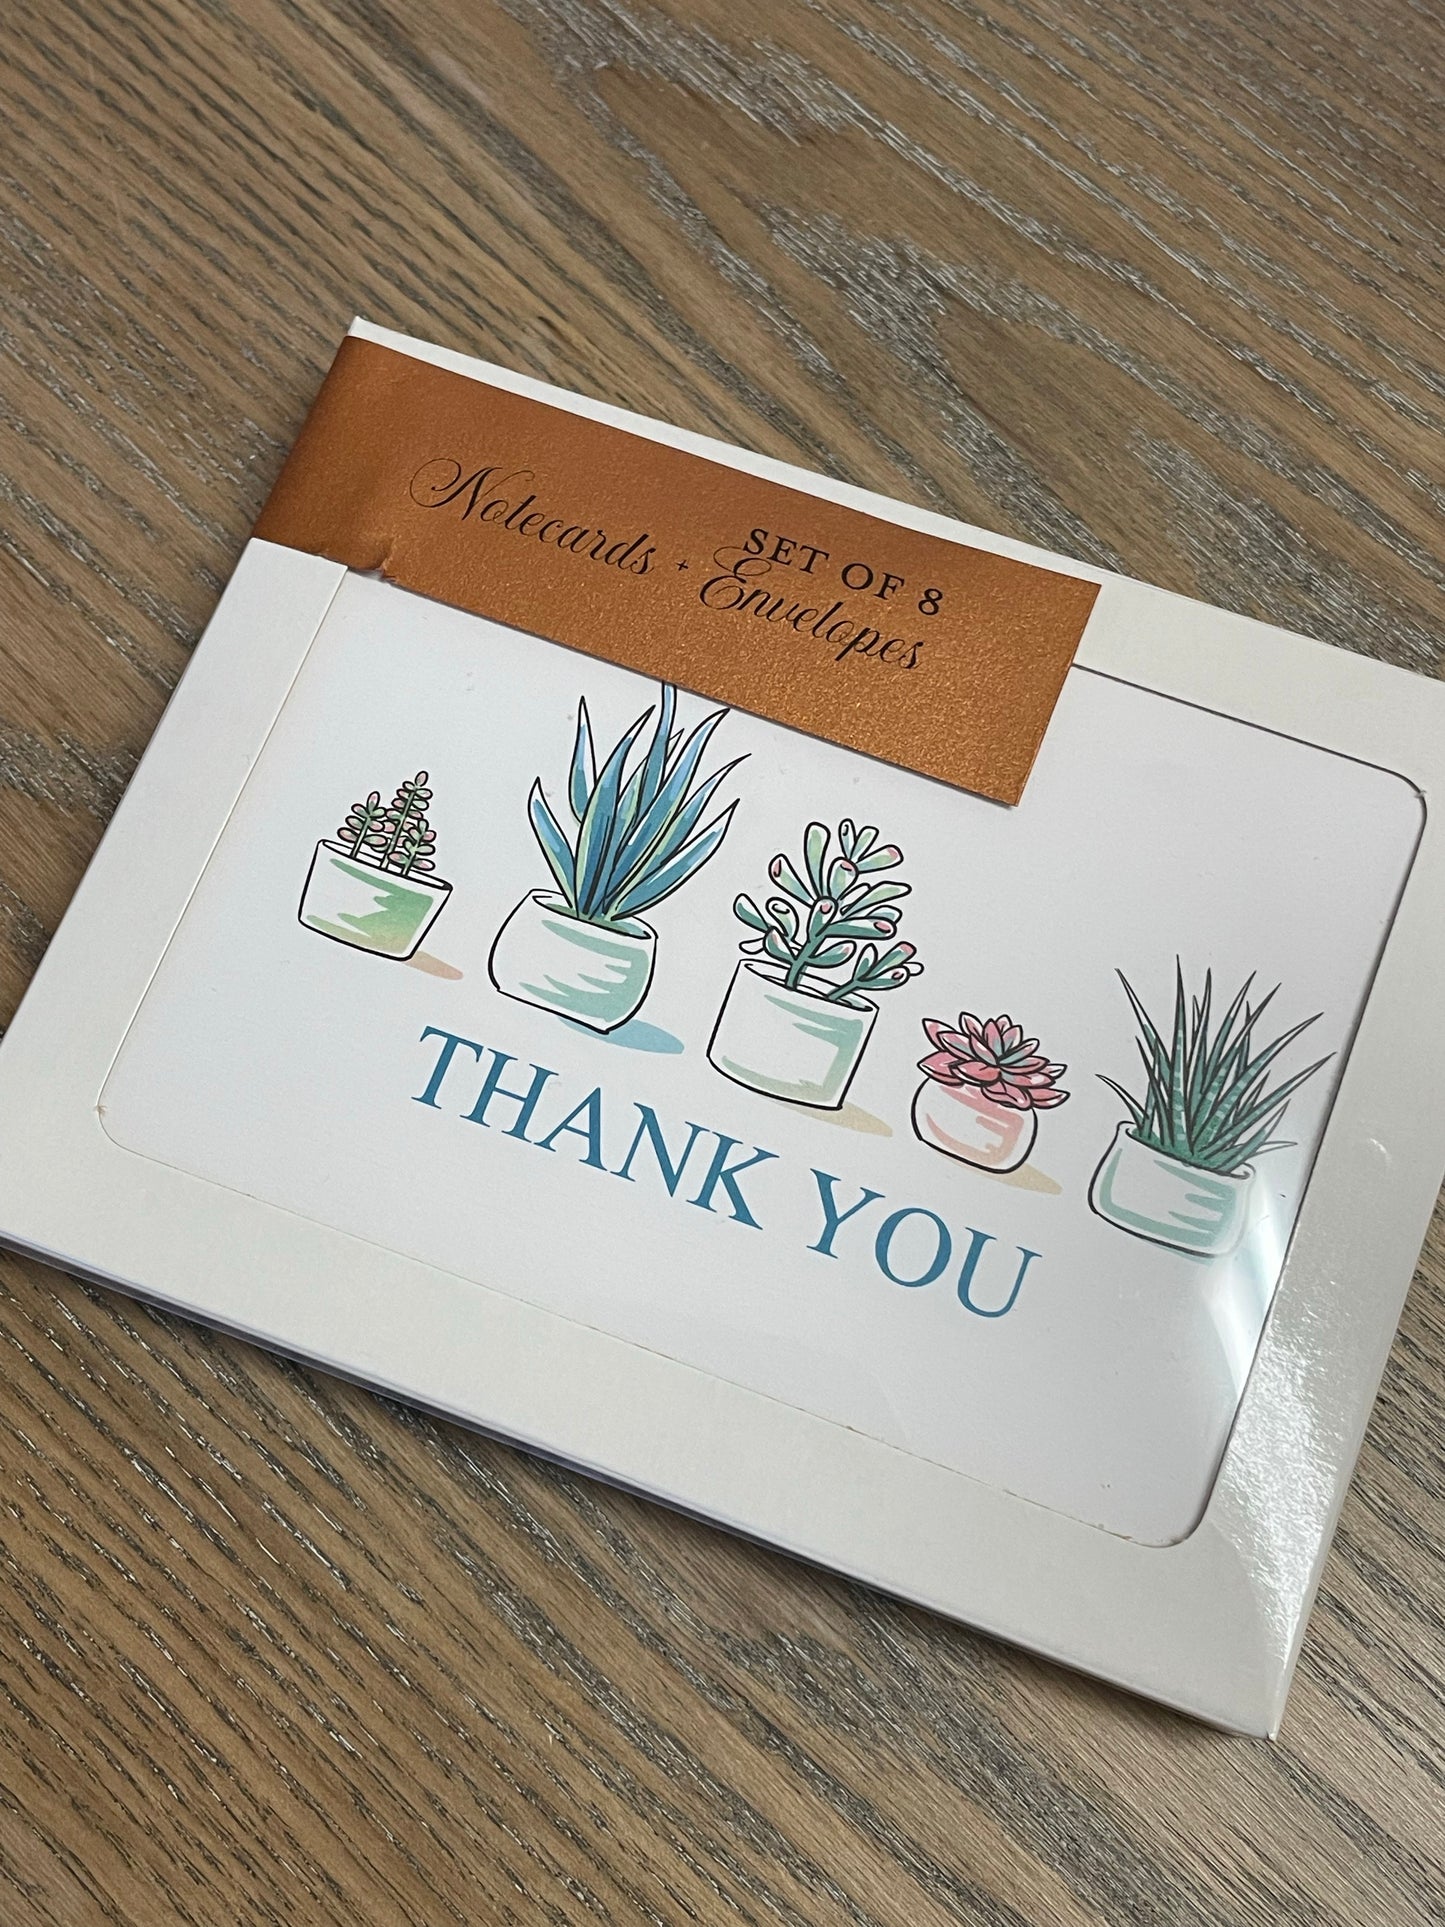 SET OF 8
Notecards + Envelopes
THANK YOU